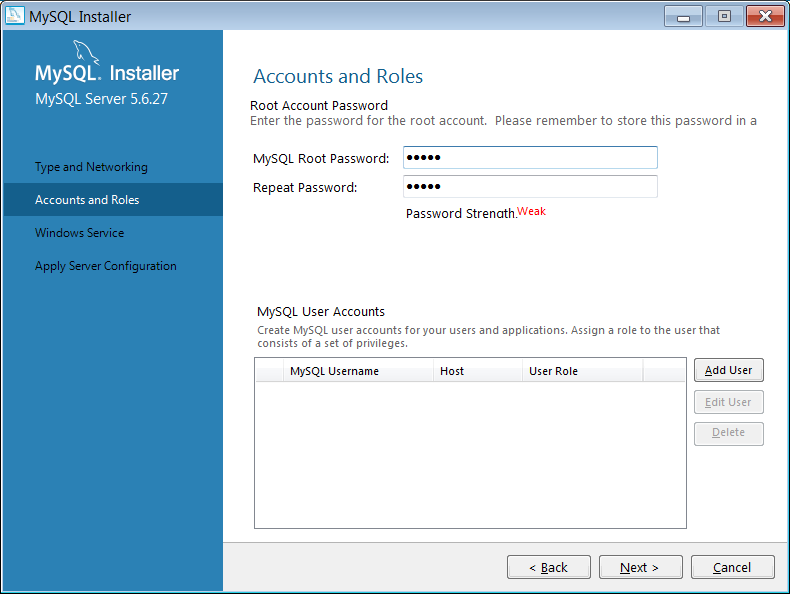 MySQL Installer
MySQL® Installer
MySQL Server 5.6.27
Type and Networking
Accounts and Roles
Windows Service
Apply Server Configuration
Accounts and Roles
Root Account Password
Enter the password for the root account.  Please remember to store this password in a
MySQL Root Password: ●●●●●
Repeat Password: ●●●●●
Password Strength.Weak
MySQL User Accounts
Create MySQL user accounts for your users and applications. Assign a role to the user that
consists of a set of privileges.
MySQL Username Host User Role
Add User
Edit User
Delete
< Back Next > Cancel